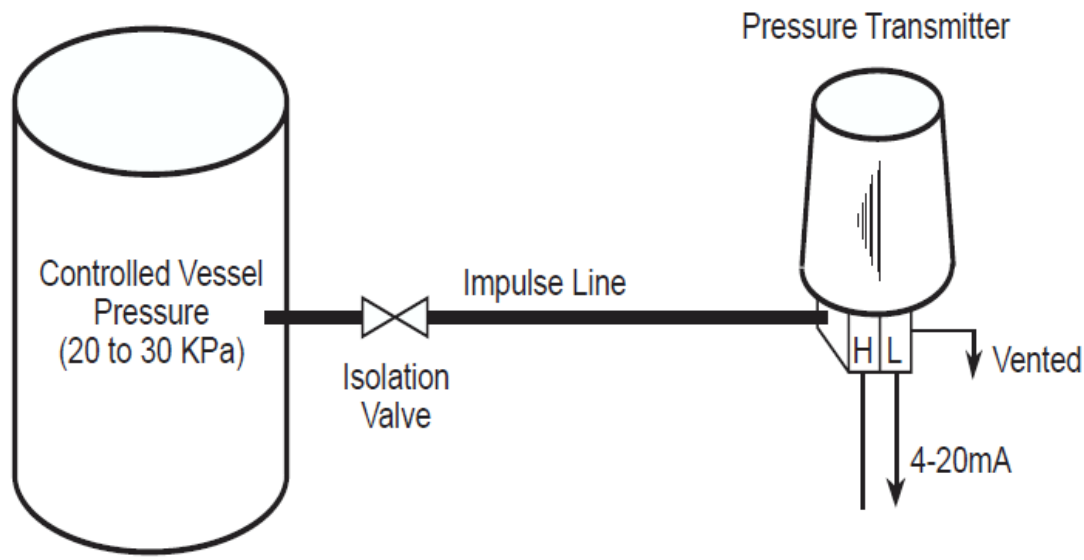 Pressure Transmitter
Controlled Vessel
Pressure
(20 to 30 KPa)
Impulse Line
Isolation
Valve
H L
Vented
4-20mA